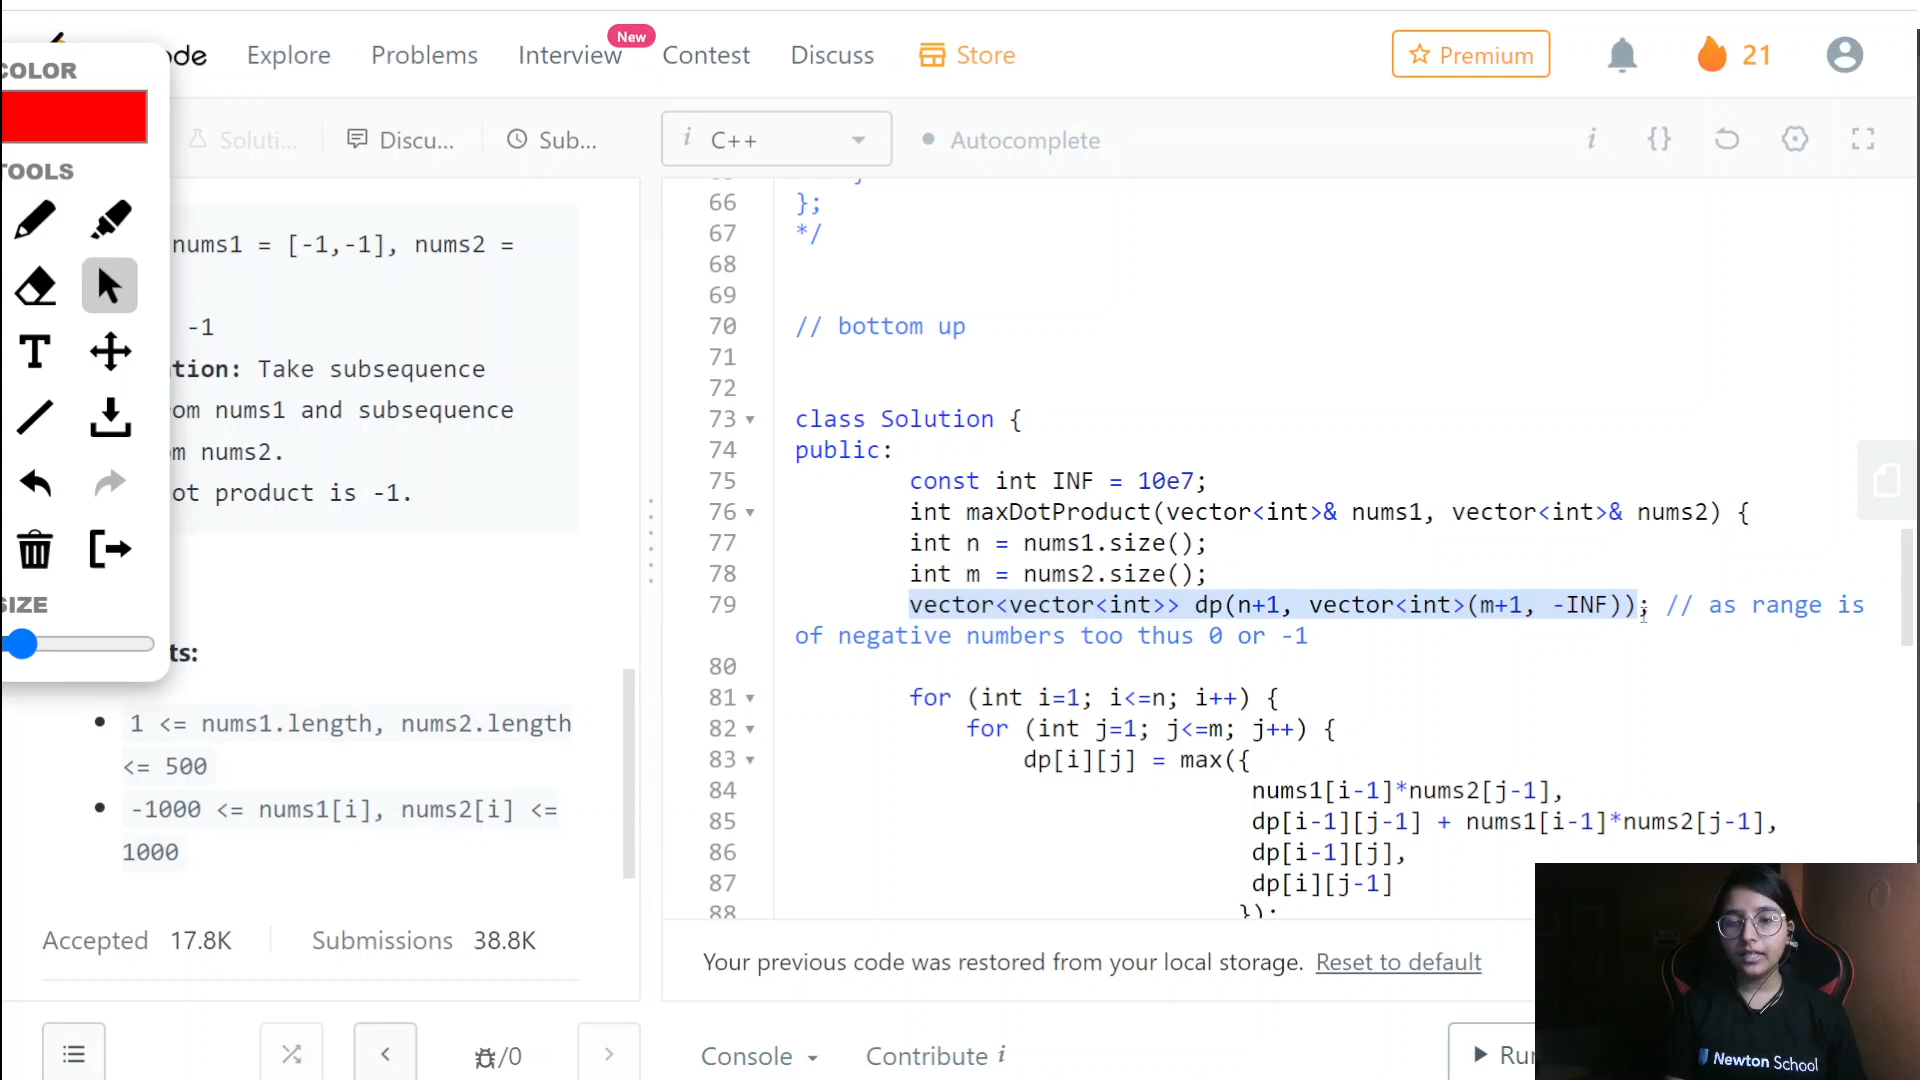 ode Explore Problems Interview New Contest Discuss Store Premium 21
COLOR
TOOLS
SIZE
Soluti... Discu... Sub...
i C++ Autocomplete i {}
nums1 = [-1,-1], nums2 =
-1
tion: Take subsequence
om nums1 and subsequence
m nums2.
ot product is -1.
ts:
1 <= nums1.length, nums2.length
<= 500
-1000 <= nums1[i], nums2[i] <=
1000
Accepted 17.8K Submissions 38.8K
66 };
67 */
68
69
70 // bottom up
71
72
73 class Solution {
74 public:
75 const int INF = 10e7;
76 int maxDotProduct(vector<int>& nums1, vector<int>& nums2) {
77 int n = nums1.size();
78 int m = nums2.size();
79 vector<vector<int>> dp(n+1, vector<int>(m+1, -INF)); // as range is
of negative numbers too thus 0 or -1
80
81 for (int i=1; i<=n; i++) {
82 for (int j=1; j<=m; j++) {
83 dp[i][j] = max({
84 nums1[i-1]*nums2[j-1],
85 dp[i-1][j-1] + nums1[i-1]*nums2[j-1],
86 dp[i-1][j],
87 dp[i][j-1]
88 });
Your previous code was restored from your local storage. Reset to default
/0
Console Contribute i Ru
Newton School